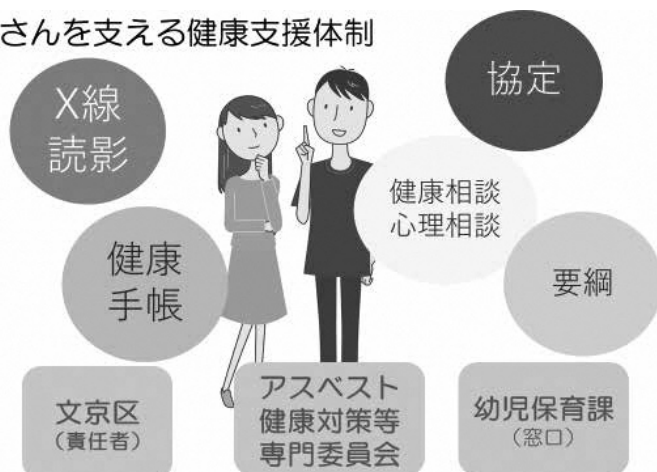 さんを支える健康支援体制
X線
読影
協定
健康相談
心理相談
健康
手帳
要綱
文京区
(責任者)
アスベスト
健康対策等
専門委員会
幼児保育課
(窓口)